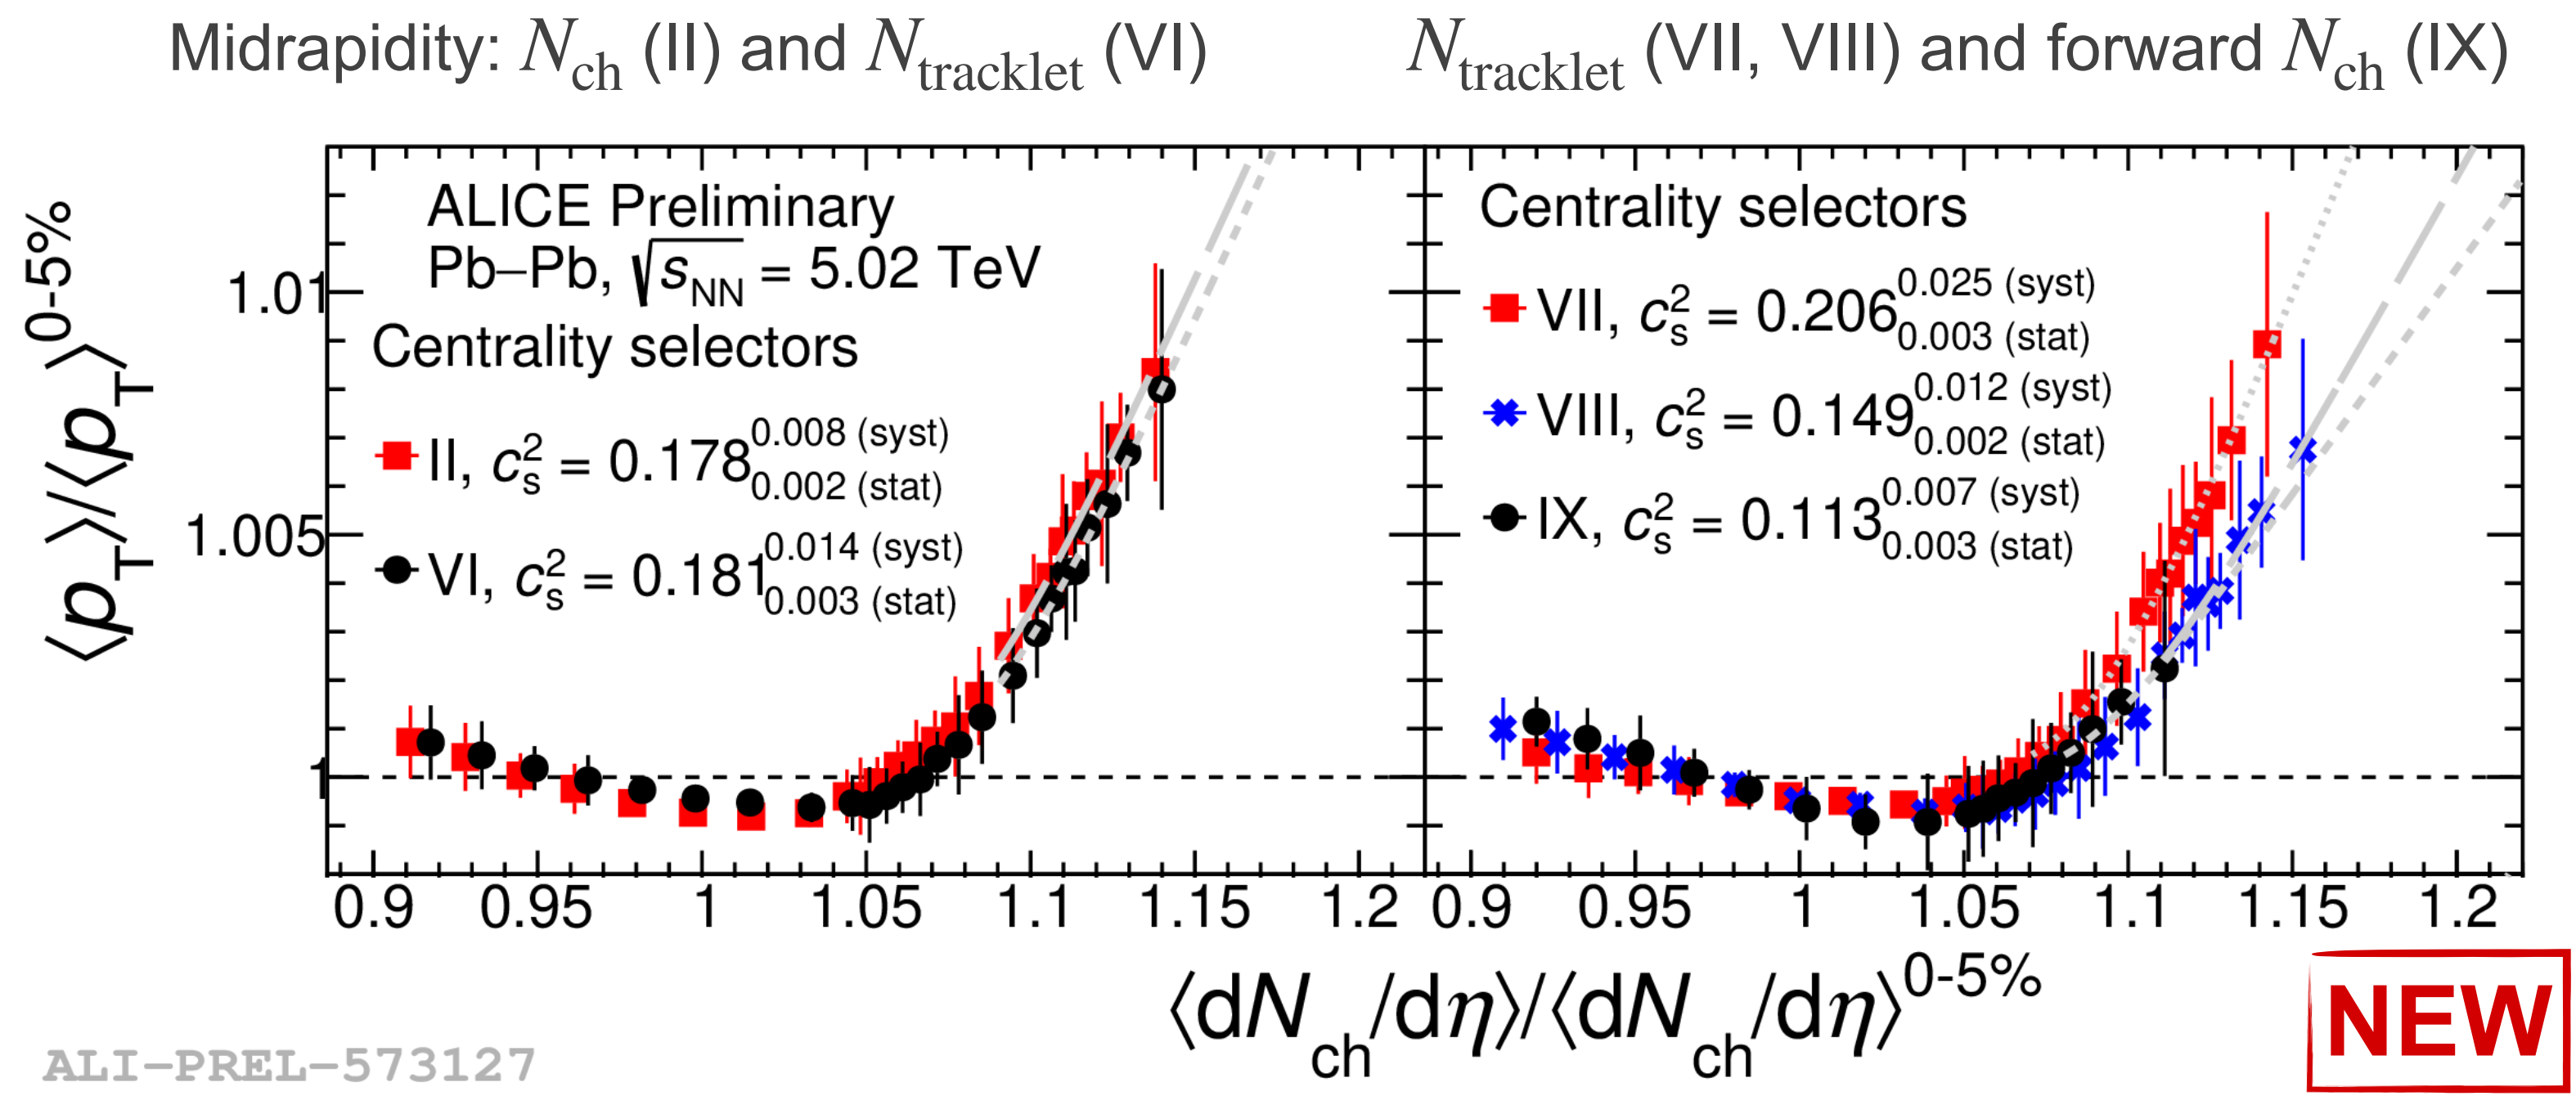 Midrapidity: Nch (II) and Ntracklet (VI)
Ntracklet (VII, VIII) and forward Nch (IX)
⟨pT⟩/⟨pT⟩0-5%
1.01
1.005
1
ALICE Preliminary
Pb–Pb, √sNN = 5.02 TeV
Centrality selectors
II, c2s = 0.178 0.008 (syst) 0.002 (stat)
VI, c2s = 0.181 0.014 (syst) 0.003 (stat)
Centrality selectors
VII, c2s = 0.206 0.025 (syst) 0.003 (stat)
VIII, c2s = 0.149 0.012 (syst) 0.002 (stat)
IX, c2s = 0.113 0.007 (syst) 0.003 (stat)
0.9 0.95 1 1.05 1.1 1.15 1.2
0.9 0.95 1 1.05 1.1 1.15 1.2
⟨dNch/dη⟩/⟨dNch/dη⟩0-5%
NEW
ALI-PREL-573127